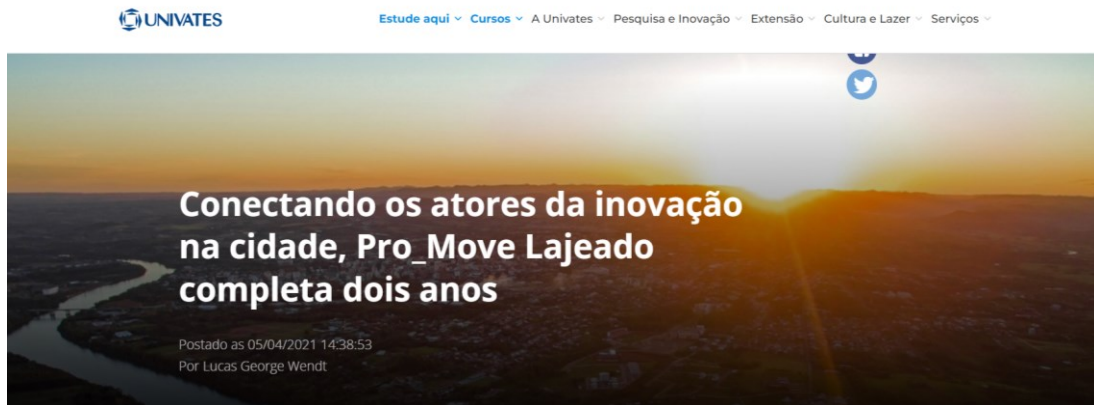 UNIVATES
Estude aqui Cursos A Univates Pesquisa e Inovação Extensão Cultura e Lazer Serviços
Conectando os atores da inovação
na cidade, Pro_Move Lajeado
completa dois anos
Postado as 05/04/2021 14:38:53
Por Lucas George Wendt